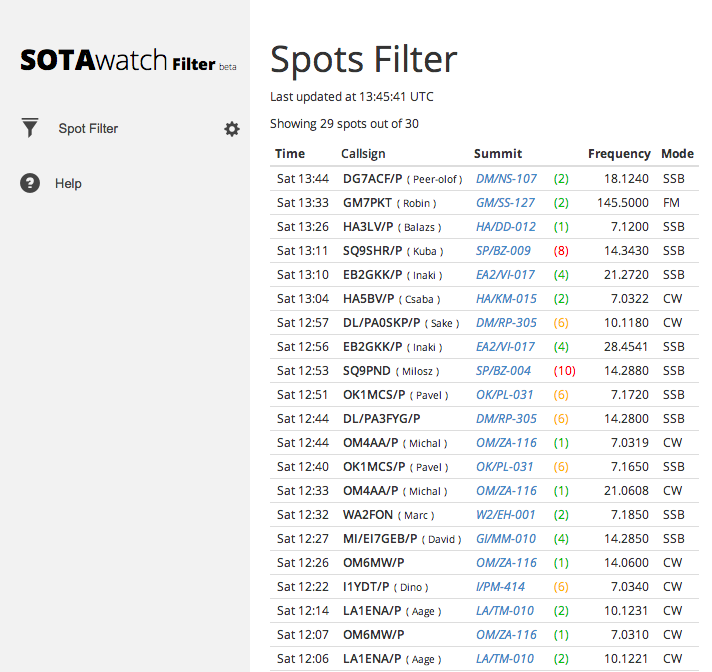 SOTAwatch Filter beta
Spot Filter
Help
Spots Filter
Last updated at 13:45:41 UTC
Showing 29 spots out of 30
Time Callsign Summit Frequency Mode
Sat 13:44 DG7ACF/P ( Peer-olof ) DM/NS-107 (2) 18.1240 SSB
Sat 13:33 GM7PKT ( Robin ) GM/SS-127 (2) 145.5000 FM
Sat 13:26 HA3LV/P ( Balazs ) HA/DD-012 (1) 7.1200 SSB
Sat 13:11 SQ9SHR/P ( Kuba ) SP/BZ-009 (8) 14.3430 SSB
Sat 13:10 EB2GKK/P ( Inaki ) EA2/VI-017 (4) 21.2720 SSB
Sat 13:04 HA5BV/P ( Csaba ) HA/KM-015 (2) 7.0322 CW
Sat 12:57 DL/PA0SKP/P ( Sake ) DM/RP-305 (6) 10.1180 CW
Sat 12:56 EB2GKK/P ( Inaki ) EA2/VI-017 (4) 28.4541 SSB
Sat 12:53 SQ9PND ( Milosz ) SP/BZ-004 (10) 14.2880 SSB
Sat 12:51 OK1MCS/P ( Pavel ) OK/PL-031 (6) 7.1720 SSB
Sat 12:44 DL/PA3FYG/P DM/RP-305 (6) 14.2800 SSB
Sat 12:44 OM4AA/P ( Michal ) OM/ZA-116 (1) 7.0319 CW
Sat 12:40 OK1MCS/P ( Pavel ) OK/PL-031 (6) 7.1650 SSB
Sat 12:33 OM4AA/P ( Michal ) OM/ZA-116 (1) 21.0608 CW
Sat 12:32 WA2FON ( Marc ) W2/EH-001 (2) 7.1850 SSB
Sat 12:27 MI/EI7GEB/P ( David ) GI/MM-010 (4) 14.2850 SSB
Sat 12:26 OM6MW/P OM/ZA-116 (1) 14.0600 CW
Sat 12:22 I1YDT/P ( Dino ) I/PM-414 (6) 7.0340 CW
Sat 12:14 LA1ENA/P ( Aage ) LA/TM-010 (2) 10.1231 CW
Sat 12:07 OM6MW/P OM/ZA-116 (1) 7.0310 CW
Sat 12:06 LA1ENA/P ( Aage ) LA/TM-010 (2) 10.1221 CW